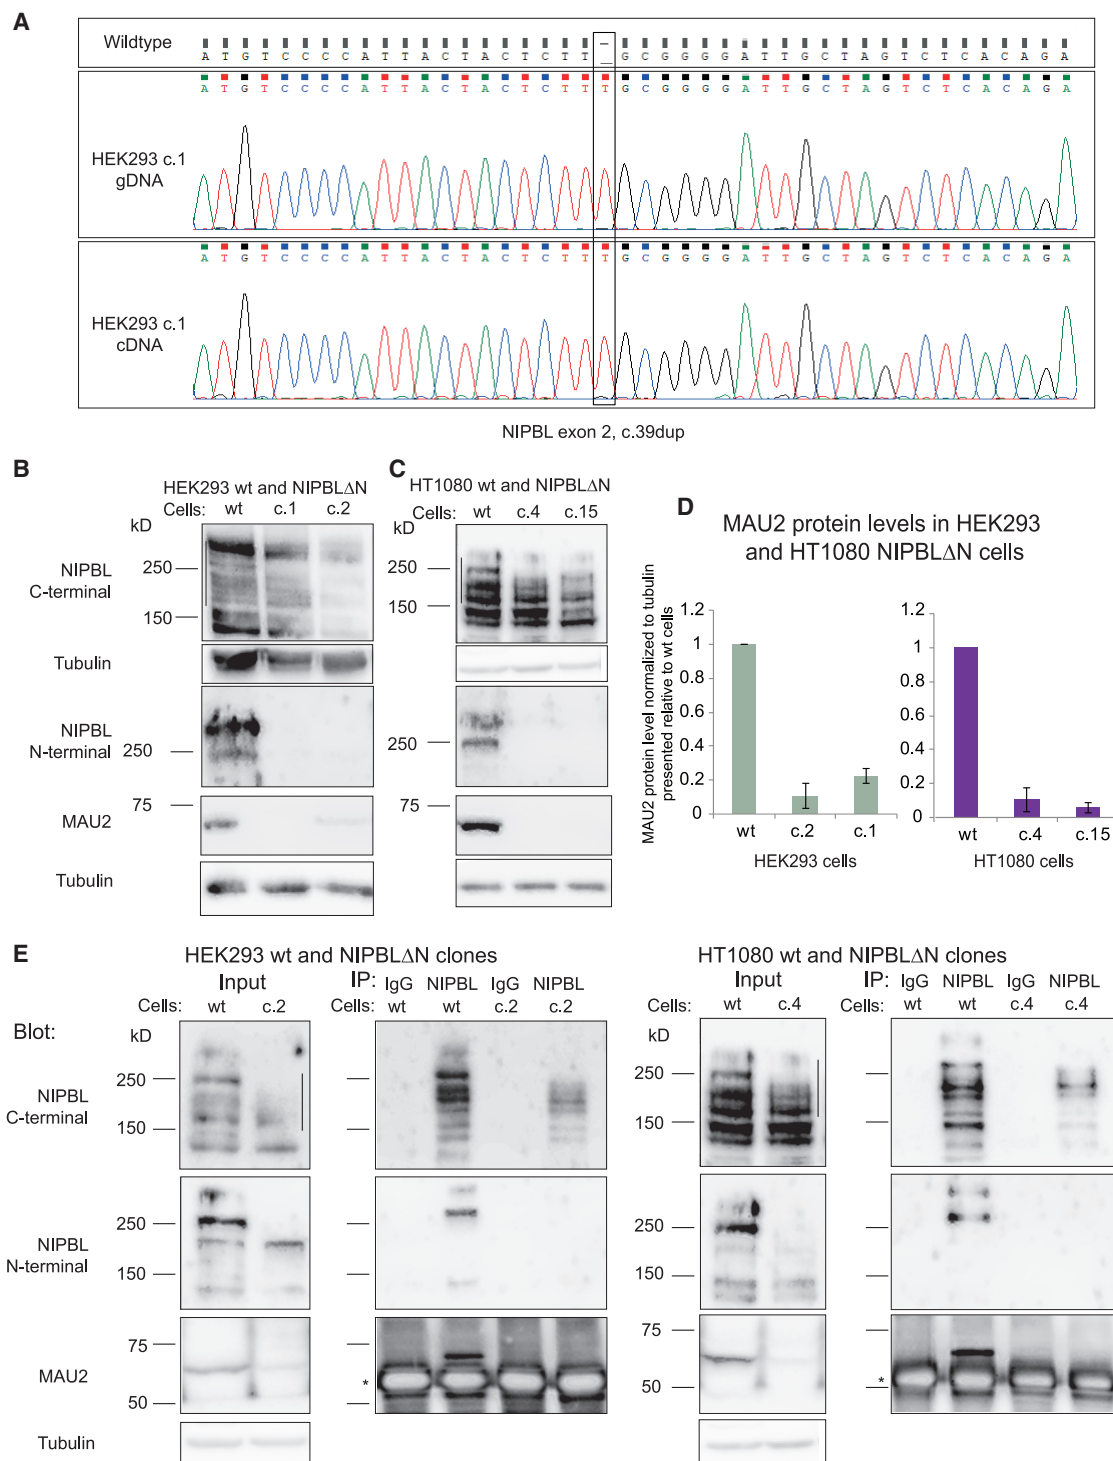 A
Wildtype
A T G T C C C C A T T A C T A C T C T T – G C G G G G A T T G C T A G T C T C A C A G A
A T G T C C C C A T T A C T A C T C T T T G C G G G G A T T G C T A G T C T C A C A G A
HEK293 c.1
gDNA
A T G T C C C C A T T A C T A C T C T T T G C G G G G A T T G C T A G T C T C A C A G A
HEK293 c.1
cDNA
NIPBL exon 2, c.39dup
B
HEK293 wt and NIPBLΔN
Cells: wt c.1 c.2
kD
NIPBL
C-terminal
250
150
Tubulin
NIPBL
N-terminal
250
75
MAU2
Tubulin
C
HT1080 wt and NIPBLΔN
Cells: wt c.4 c.15
kD
250
150
250
75
D
MAU2 protein levels in HEK293
and HT1080 NIPBLΔN cells
MAU2 protein level normalized to tubulin
presented relative to wt cells
1.2
1
0.8
0.6
0.4
0.2
0
wt c.2 c.1
HEK293 cells
1.2
1
0.8
0.6
0.4
0.2
0
wt c.4 c.15
HT1080 cells
E
HEK293 wt and NIPBLΔN clones
Input
Cells: wt c.2
IP: IgG NIPBL IgG NIPBL
Cells: wt wt c.2 c.2
Blot:
kD
NIPBL
C-terminal
250
150
NIPBL
N-terminal
250
150
MAU2
75
50
*
Tubulin
HT1080 wt and NIPBLΔN clones
Input
Cells: wt c.4
IP: IgG NIPBL IgG NIPBL
Cells: wt wt c.4 c.4
kD
250
150
250
150
75
50
*